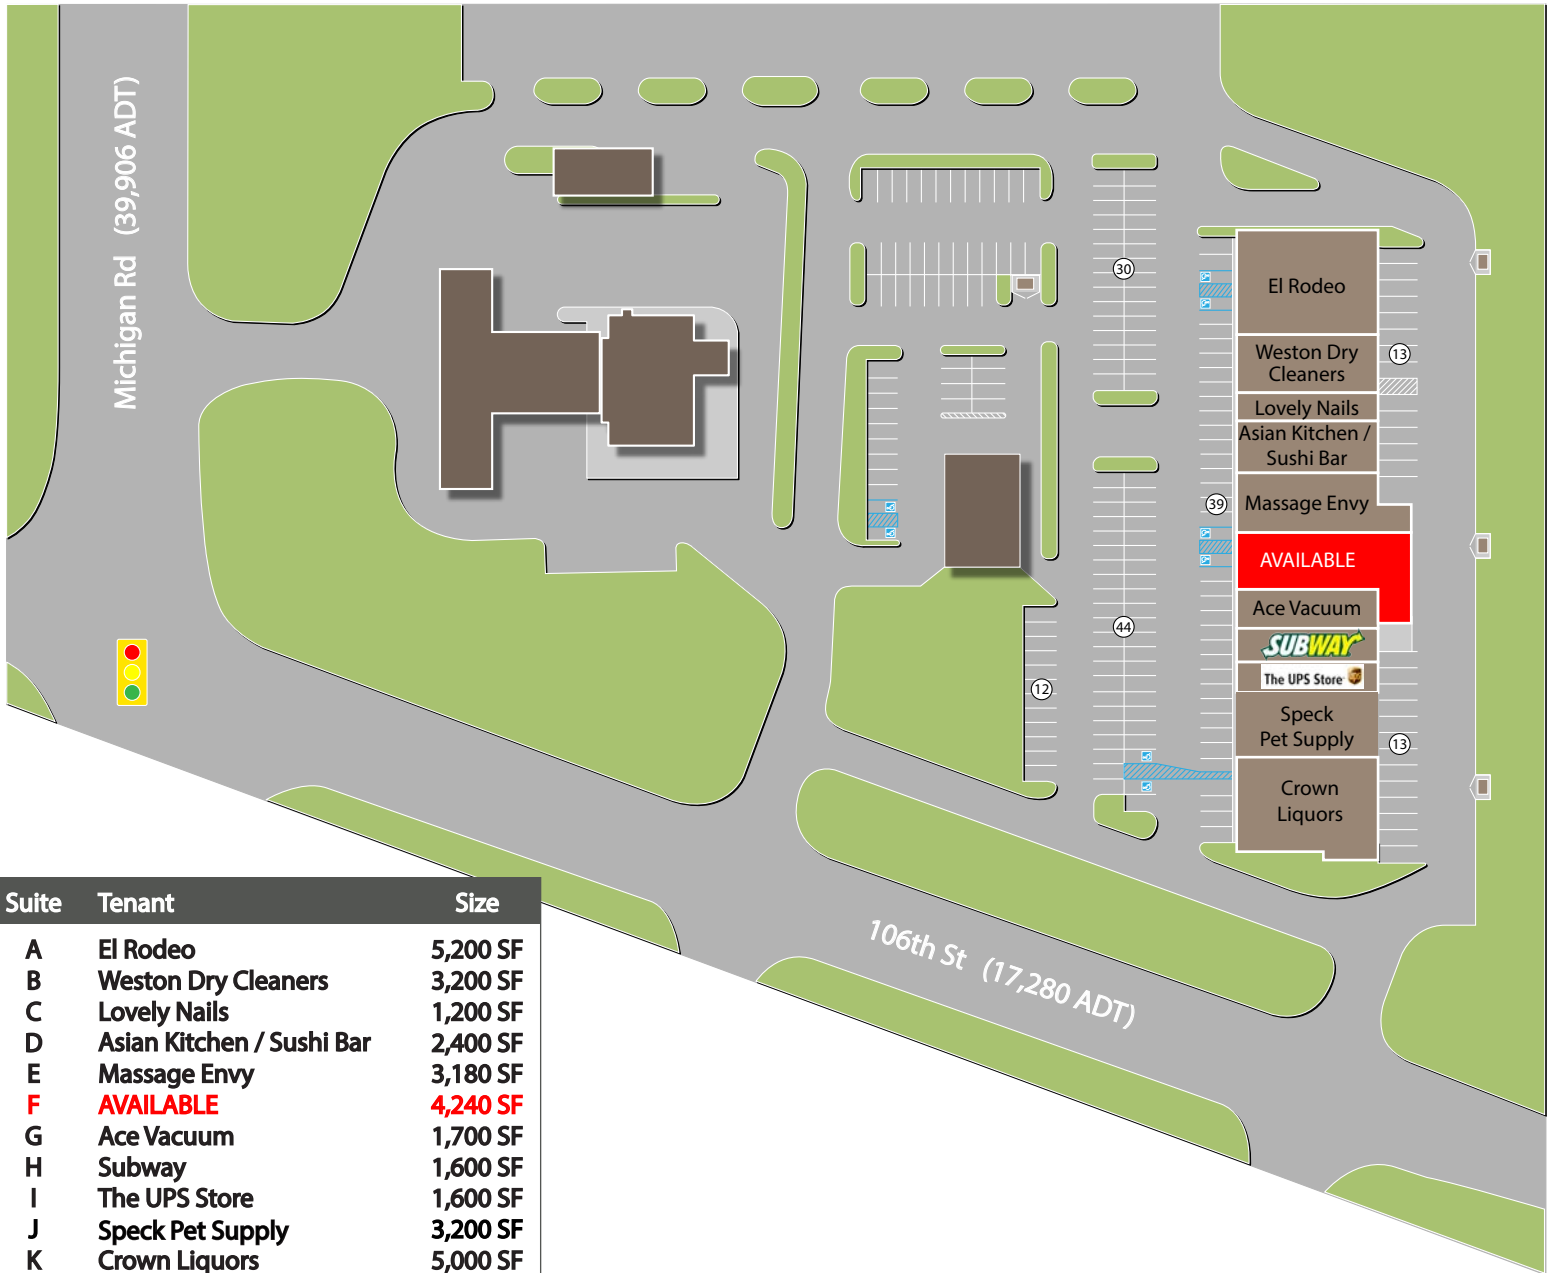 Michigan Rd (39,906 ADT)
30
El Rodeo
Weston Dry
Cleaners
13
Lovely Nails
Asian Kitchen /
Sushi Bar
39
Massage Envy
AVAILABLE
Ace Vacuum
44
SUBWAY
The UPS Store
12
Speck
Pet Supply
13
Crown
Liquors
106th St (17,280 ADT)
Suite Tenant Size
A El Rodeo 5,200 SF
B Weston Dry Cleaners 3,200 SF
C Lovely Nails 1,200 SF
D Asian Kitchen / Sushi Bar 2,400 SF
E Massage Envy 3,180 SF
F AVAILABLE 4,240 SF
G Ace Vacuum 1,700 SF
H Subway 1,600 SF
I The UPS Store 1,600 SF
J Speck Pet Supply 3,200 SF
K Crown Liquors 5,000 SF